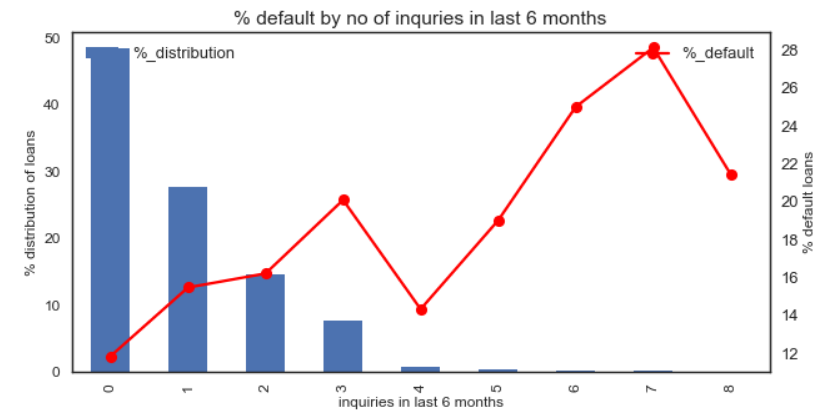 % default by no of inquries in last 6 months
%_distribution
%_default
% distribution of loans
50
40
30
20
10
0
28
26
24
22
20
18
16
14
12
% default loans
0 1 2 3 4 5 6 7 8
inquiries in last 6 months